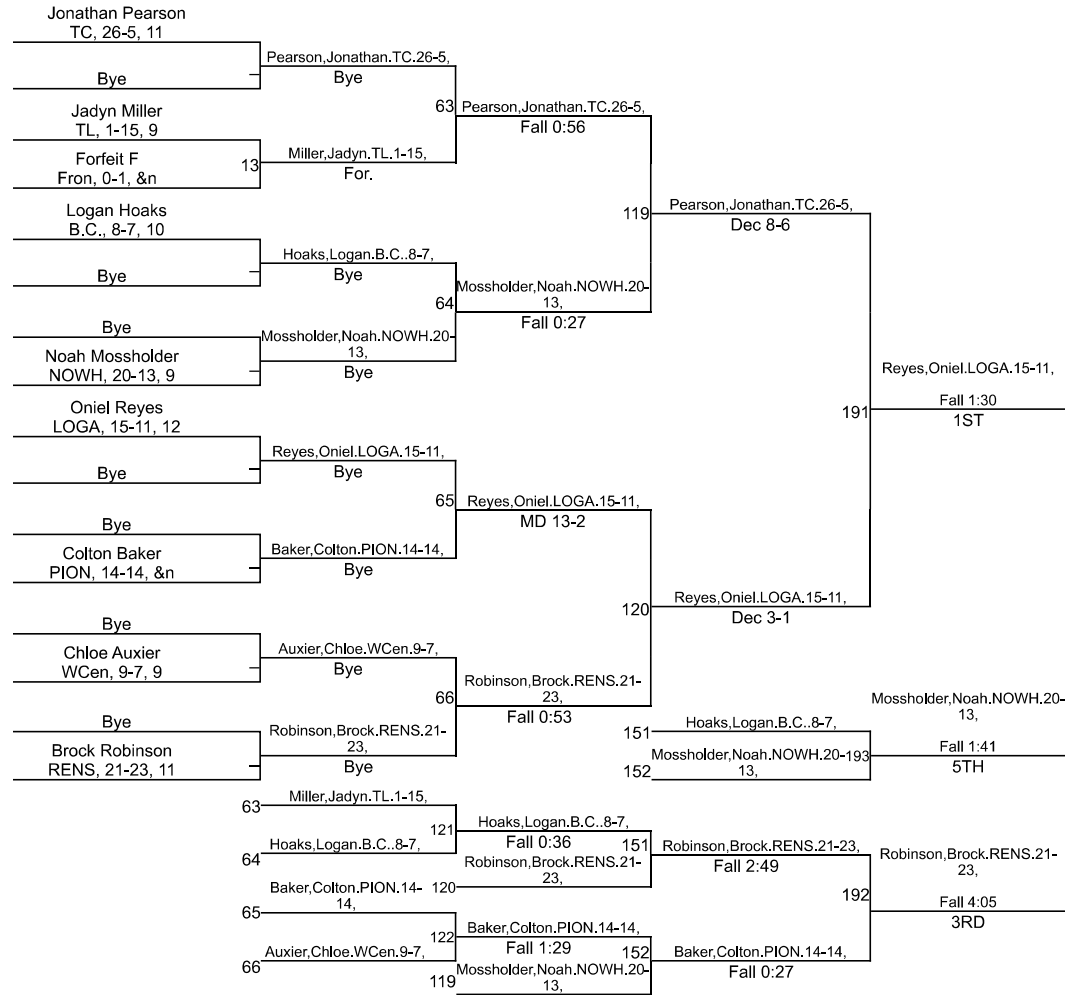 Jonathan Pearson
TC, 26-5, 11
Pearson,Jonathan.TC.26-5,
Bye
Bye
63
Pearson,Jonathan.TC.26-5,
Fall 0:56
Jadyn Miller
TL, 1-15, 9
13
Miller,Jadyn.TL.1-15,
For.
Forfeit F
Fron, 0-1, &n
119
Pearson,Jonathan.TC.26-5,
Dec 8-6
Logan Hoaks
B.C., 8-7, 10
Hoaks,Logan.B.C..8-7,
Bye
Bye
64
Mossholder,Noah.NOWH.20-
13,
Fall 0:27
Bye
Mossholder,Noah.NOWH.20-
13,
Bye
Noah Mossholder
NOWH, 20-13, 9
191
Reyes,Oniel.LOGA.15-11,
Fall 1:30
1ST
Oniel Reyes
LOGA, 15-11, 12
Reyes,Oniel.LOGA.15-11,
Bye
Bye
65
Reyes,Oniel.LOGA.15-11,
MD 13-2
Bye
Baker,Colton.PION.14-14,
Bye
Colton Baker
PION, 14-14, &n
120
Reyes,Oniel.LOGA.15-11,
Dec 3-1
Bye
Auxier,Chloe.WCen.9-7,
Bye
Chloe Auxier
WCen, 9-7, 9
66
Robinson,Brock.RENS.21-
23,
Fall 0:53
Bye
Robinson,Brock.RENS.21-
23,
Bye
Brock Robinson
RENS, 21-23, 11
151
Hoaks,Logan.B.C..8-7,
152
Mossholder,Noah.NOWH.20-
13,
193
Mossholder,Noah.NOWH.20-
13,
Fall 1:41
5TH
63
Miller,Jadyn.TL.1-15,
64
Hoaks,Logan.B.C..8-7,
121
Hoaks,Logan.B.C..8-7,
Fall 0:36
120
Robinson,Brock.RENS.21-
23,
151
Robinson,Brock.RENS.21-23,
Fall 2:49
65
Baker,Colton.PION.14-
14,
66
Auxier,Chloe.WCen.9-7,
122
Baker,Colton.PION.14-14,
Fall 1:29
119
Mossholder,Noah.NOWH.20-
13,
152
Baker,Colton.PION.14-14,
Fall 0:27
192
Robinson,Brock.RENS.21-
23,
Fall 4:05
3RD